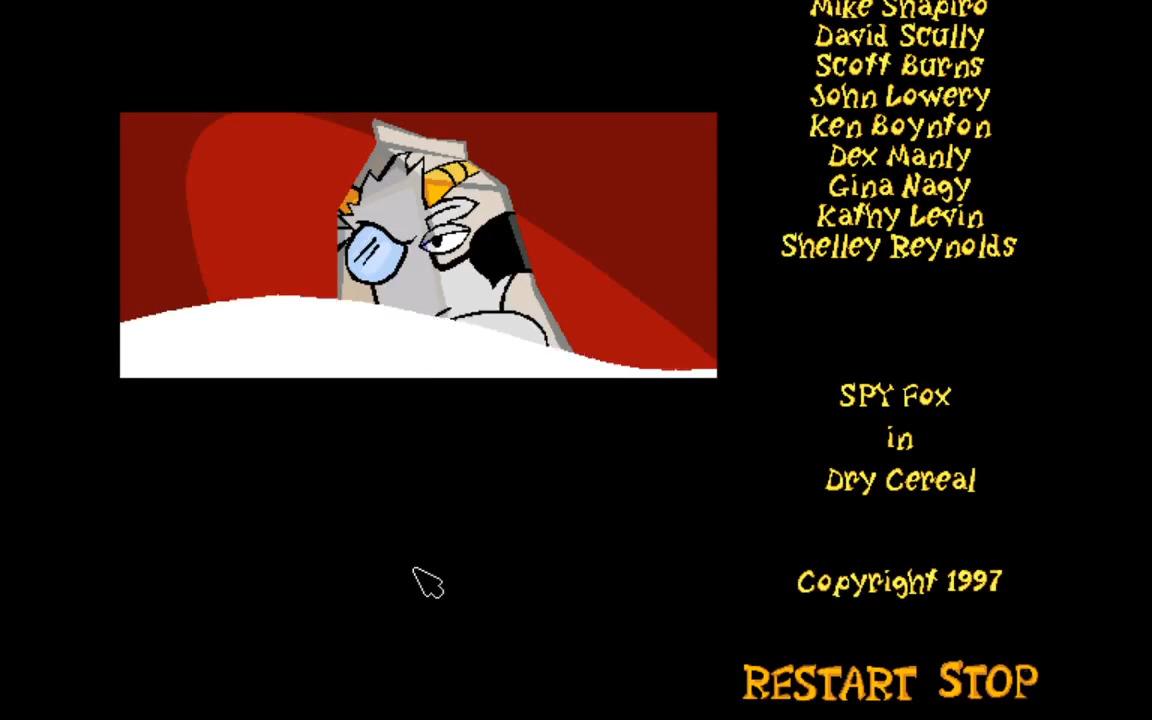 Mike Shapiro
David Scully
Scott Burns
John Lowery
Ken Boynton
Dex Manly
Gina Nagy
Kathy Levin
Shelley Reynolds
SPY Fox
in
Dry Cereal
Copyright 1997
RESTART STOP